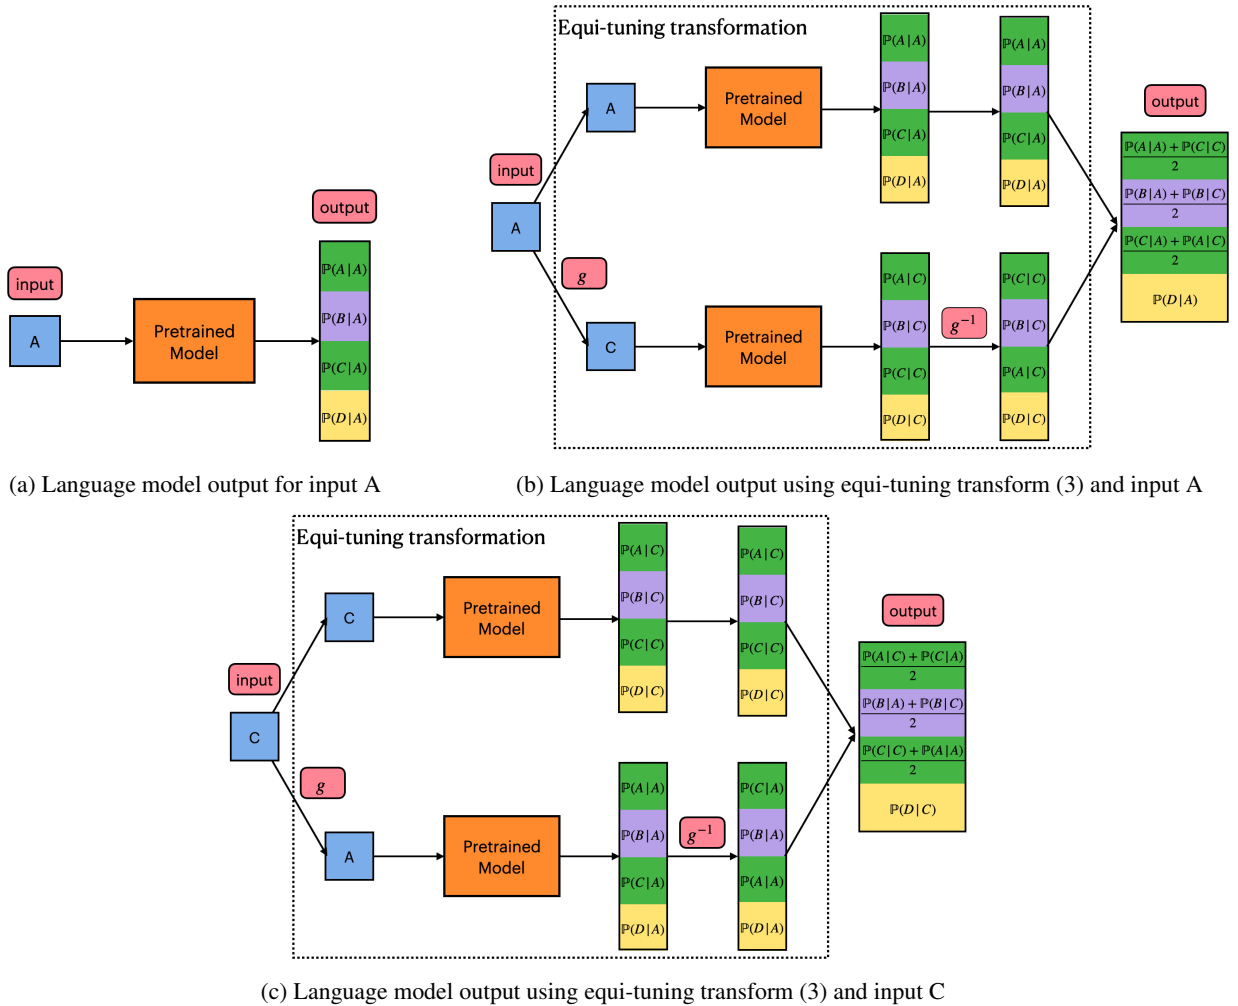 input
A
Pretrained
Model
output
ℙ(A|A)
ℙ(B|A)
ℙ(C|A)
ℙ(D|A)
(a) Language model output for input A
Equi-tuning transformation
input
A
g
A
Pretrained
Model
ℙ(A|A)
ℙ(B|A)
ℙ(C|A)
ℙ(D|A)
ℙ(A|A)
ℙ(B|A)
ℙ(C|A)
ℙ(D|A)
C
Pretrained
Model
ℙ(A|C)
ℙ(B|C)
ℙ(C|C)
ℙ(D|C)
g⁻¹
ℙ(C|C)
ℙ(B|C)
ℙ(A|C)
ℙ(D|C)
output
ℙ(A|A) + ℙ(C|C)
2
ℙ(B|A) + ℙ(B|C)
2
ℙ(C|A) + ℙ(A|C)
2
ℙ(D|A)
(b) Language model output using equi-tuning transform (3) and input A
Equi-tuning transformation
input
C
g
C
Pretrained
Model
ℙ(A|C)
ℙ(B|C)
ℙ(C|C)
ℙ(D|C)
ℙ(A|C)
ℙ(B|C)
ℙ(C|C)
ℙ(D|C)
A
Pretrained
Model
ℙ(A|A)
ℙ(B|A)
ℙ(C|A)
ℙ(D|A)
g⁻¹
ℙ(C|A)
ℙ(B|A)
ℙ(A|A)
ℙ(D|A)
output
ℙ(A|C) + ℙ(C|A)
2
ℙ(B|A) + ℙ(B|C)
2
ℙ(C|C) + ℙ(A|A)
2
ℙ(D|C)
(c) Language model output using equi-tuning transform (3) and input C